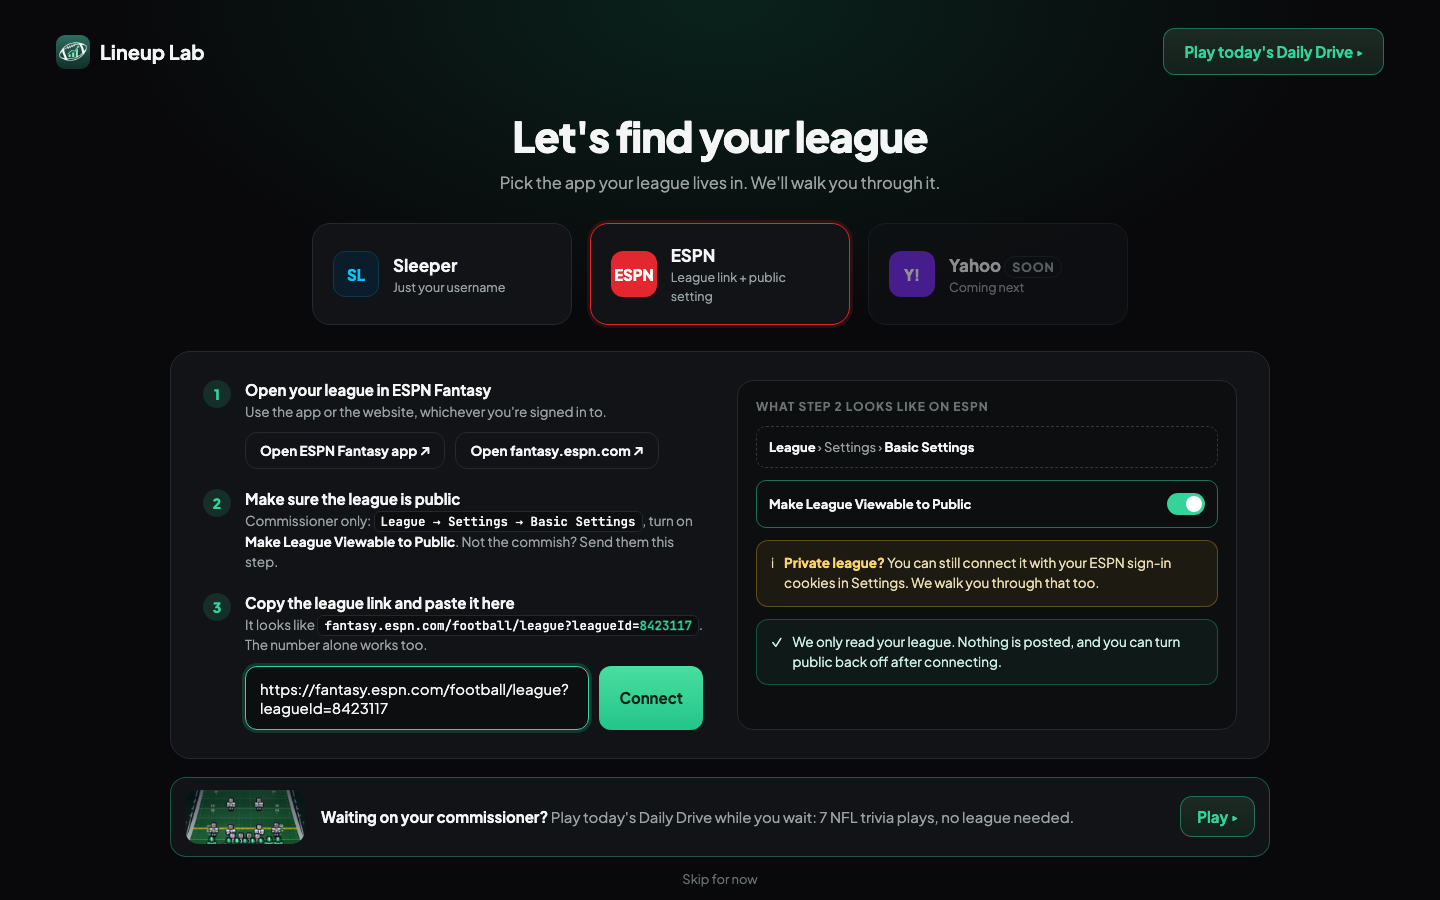 Lineup Lab
Play today's Daily Drive ▸
Let's find your league
Pick the app your league lives in. We'll walk you through it.
SL
Sleeper
Just your username
ESPN
ESPN
League link + public
setting
Y!
Yahoo SOON
Coming next
1
Open your league in ESPN Fantasy
Use the app or the website, whichever you're signed in to.
Open ESPN Fantasy app ↗
Open fantasy.espn.com ↗
2
Make sure the league is public
Commissioner only: League → Settings → Basic Settings, turn on
Make League Viewable to Public. Not the commish? Send them this
step.
3
Copy the league link and paste it here
It looks like fantasy.espn.com/football/league?leagueId=8423117.
The number alone works too.
https://fantasy.espn.com/football/league?
leagueId=8423117
Connect
WHAT STEP 2 LOOKS LIKE ON ESPN
League › Settings › Basic Settings
Make League Viewable to Public
i Private league? You can still connect it with your ESPN sign-in
cookies in Settings. We walk you through that too.
✓ We only read your league. Nothing is posted, and you can turn
public back off after connecting.
Waiting on your commissioner? Play today's Daily Drive while you wait: 7 NFL trivia plays, no league needed.
Play ▸
Skip for now